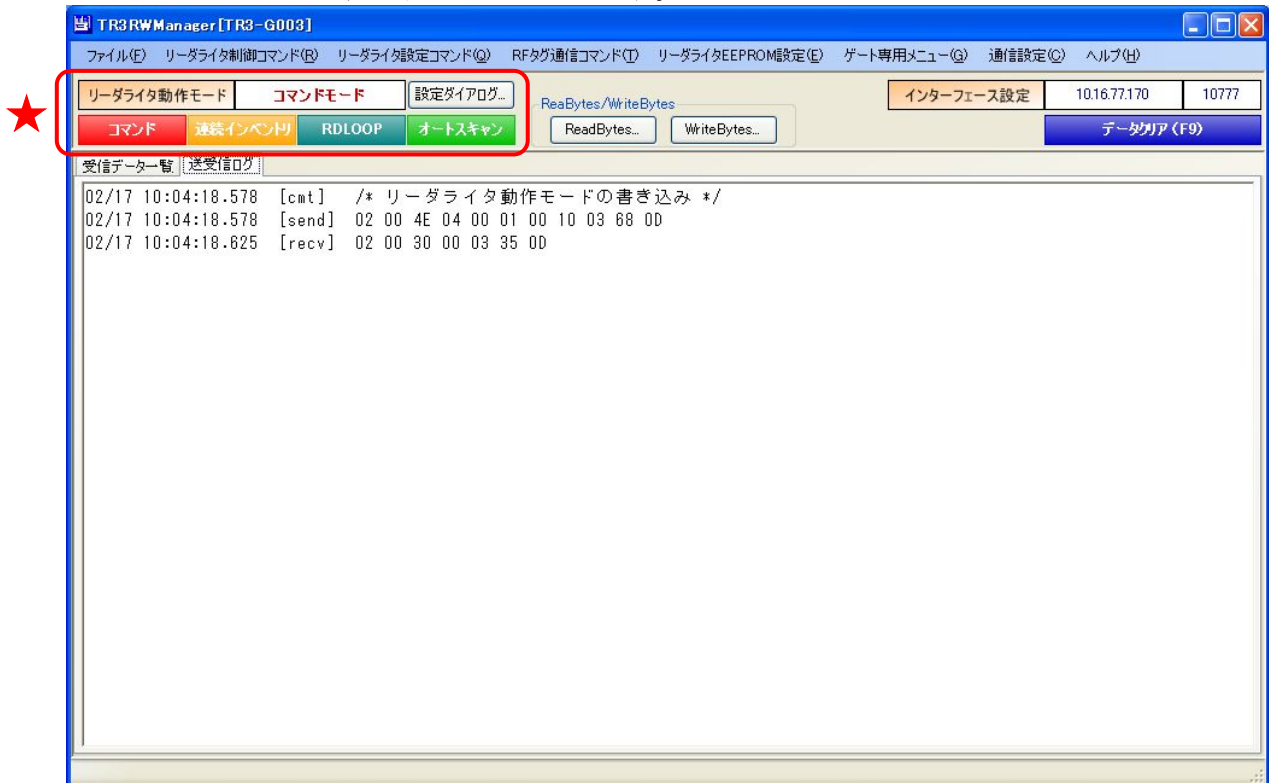 TR3RWManager[TR3-G003]
ファイル(F) リーダライタ制御コマンド(R) リーダライタ設定コマンド(Q) RFタグ通信コマンド(T) リーダライタEEPROM設定(E) ゲート専用メニュー(G) 通信設定(C) ヘルプ(H)
リーダライタ動作モード コマンドモード 設定ダイアログ...
コマンド 連続インベントリ RDLOOP オートスキャン
ReaBytes/WriteBytes
ReadBytes... WriteBytes...
インターフェース設定 10.16.77.170 10777
データクリア(F9)
受信データ一覧 送受信ログ
02/17 10:04:18.578 [cmt] /* リーダライタ動作モードの書き込み */
02/17 10:04:18.578 [send] 02 00 4E 04 00 01 00 10 03 68 0D
02/17 10:04:18.625 [recv] 02 00 30 00 03 35 0D